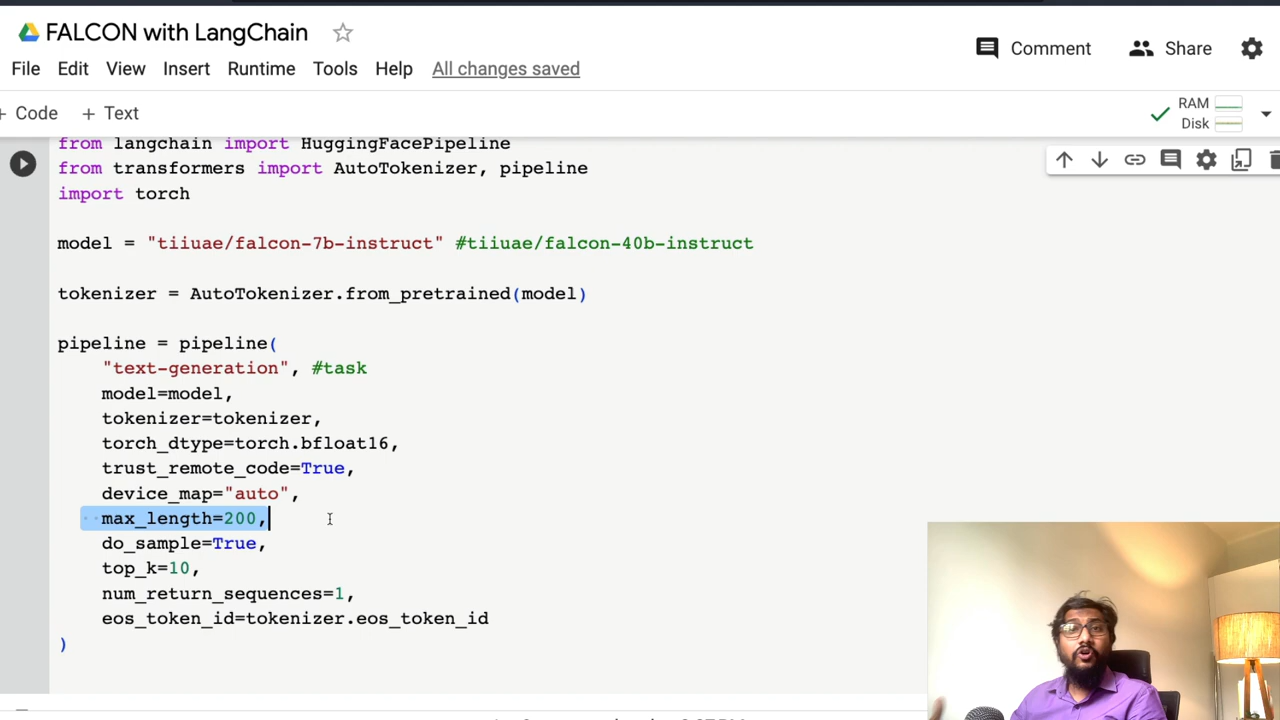 FALCON with LangChain
Comment
Share
File Edit View Insert Runtime Tools Help All changes saved
+ Code + Text
RAM
Disk
from langchain import HuggingFacePipeline
from transformers import AutoTokenizer, pipeline
import torch
model = "tiiuae/falcon-7b-instruct" #tiiuae/falcon-40b-instruct
tokenizer = AutoTokenizer.from_pretrained(model)
pipeline = pipeline(
"text-generation", #task
model=model,
tokenizer=tokenizer,
torch_dtype=torch.bfloat16,
trust_remote_code=True,
device_map="auto",
max_length=200,
do_sample=True,
top_k=10,
num_return_sequences=1,
eos_token_id=tokenizer.eos_token_id
)